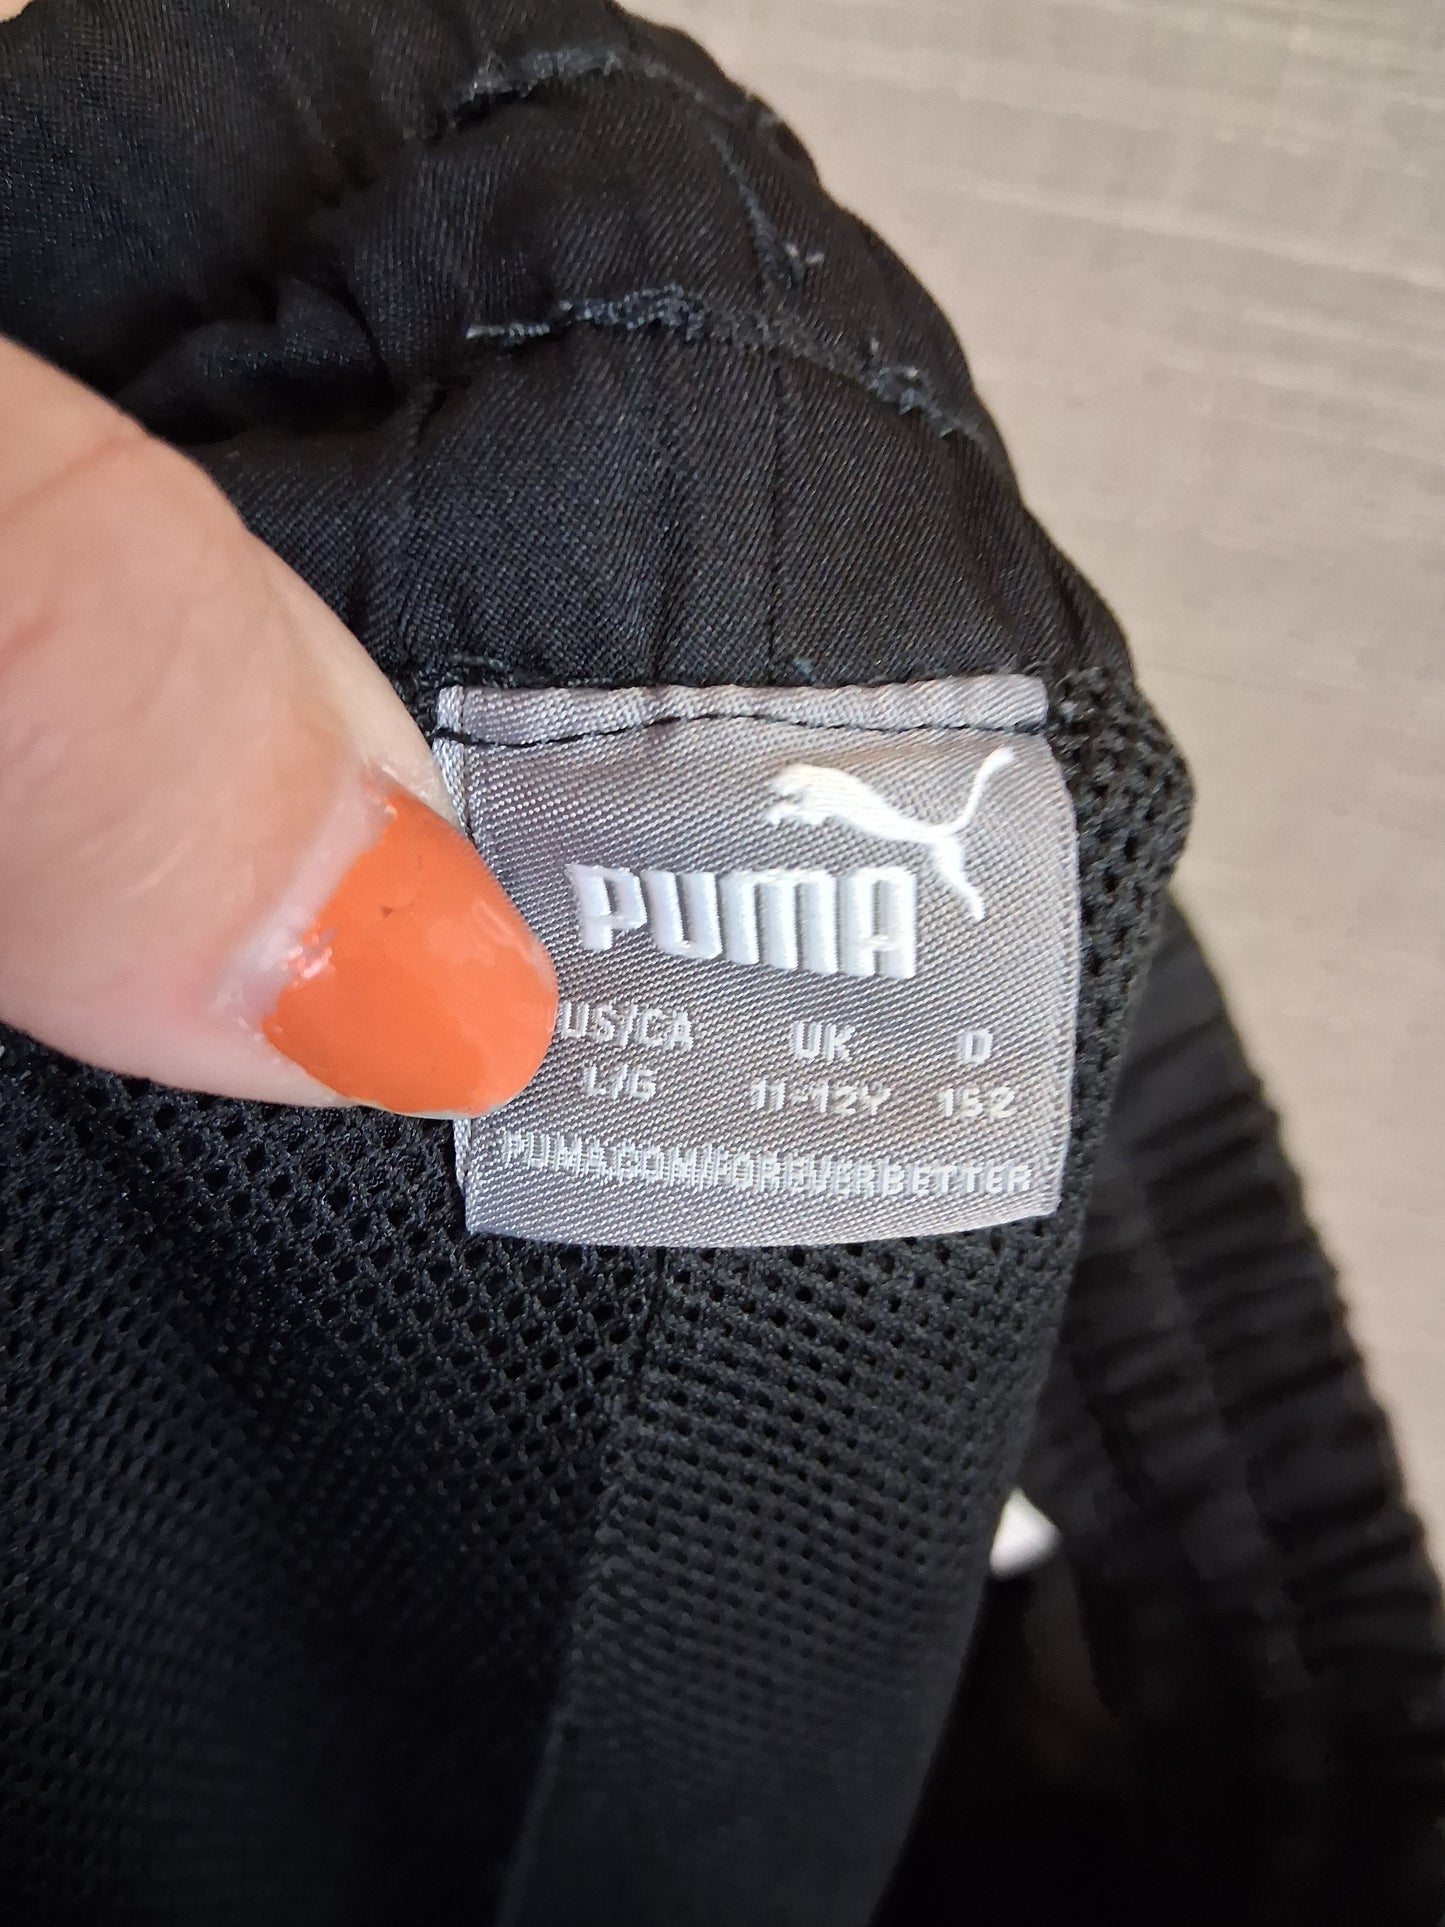 PUMA
US/CA UK D
L/G 11-12Y 152
PUMA.COM/FOREVERBETTER